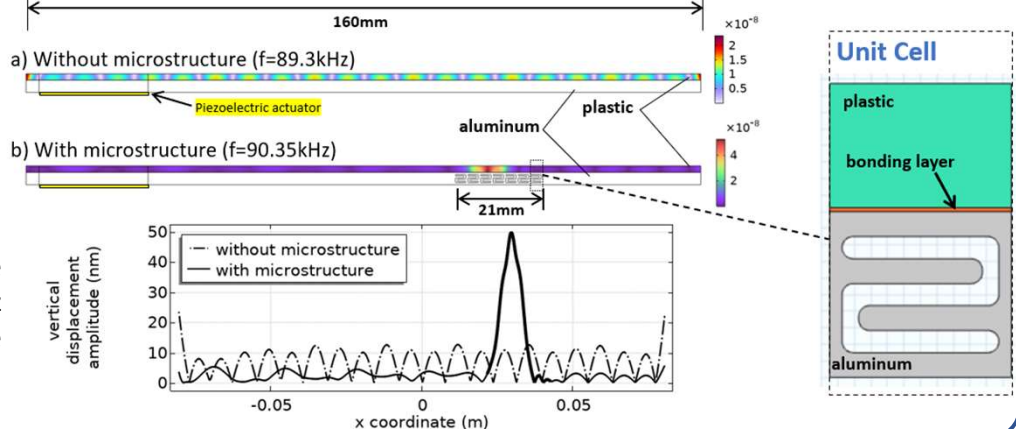 160mm
a) Without microstructure (f=89.3kHz)
×10⁻⁸
2
1.5
1
0.5
Piezoelectric actuator
aluminum
plastic
b) With microstructure (f=90.35kHz)
×10⁻⁸
4
2
21mm
50
40
30
20
10
0
without microstructure
with microstructure
vertical
displacement
amplitude (nm)
-0.05
0
0.05
x coordinate (m)
Unit Cell
plastic
bonding layer
aluminum